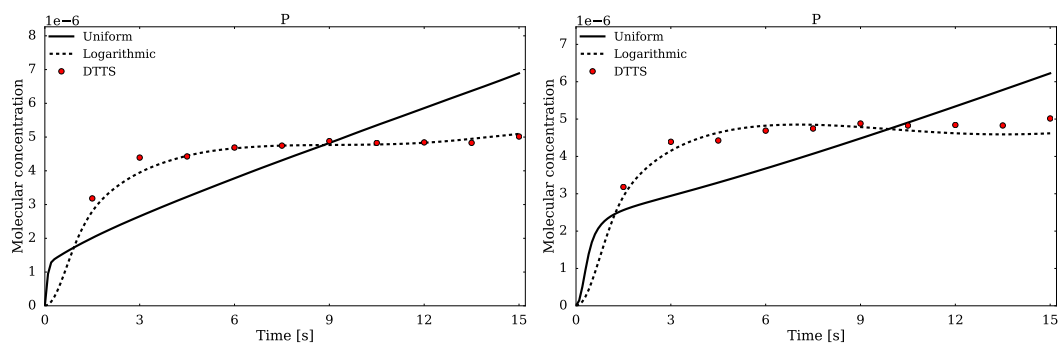 1e−6
P
Uniform
Logarithmic
DTTS
Molecular concentration
8
7
6
5
4
3
2
1
0
0 3 6 9 12 15
Time [s]
1e−6
P
Uniform
Logarithmic
DTTS
Molecular concentration
7
6
5
4
3
2
1
0
0 3 6 9 12 15
Time [s]